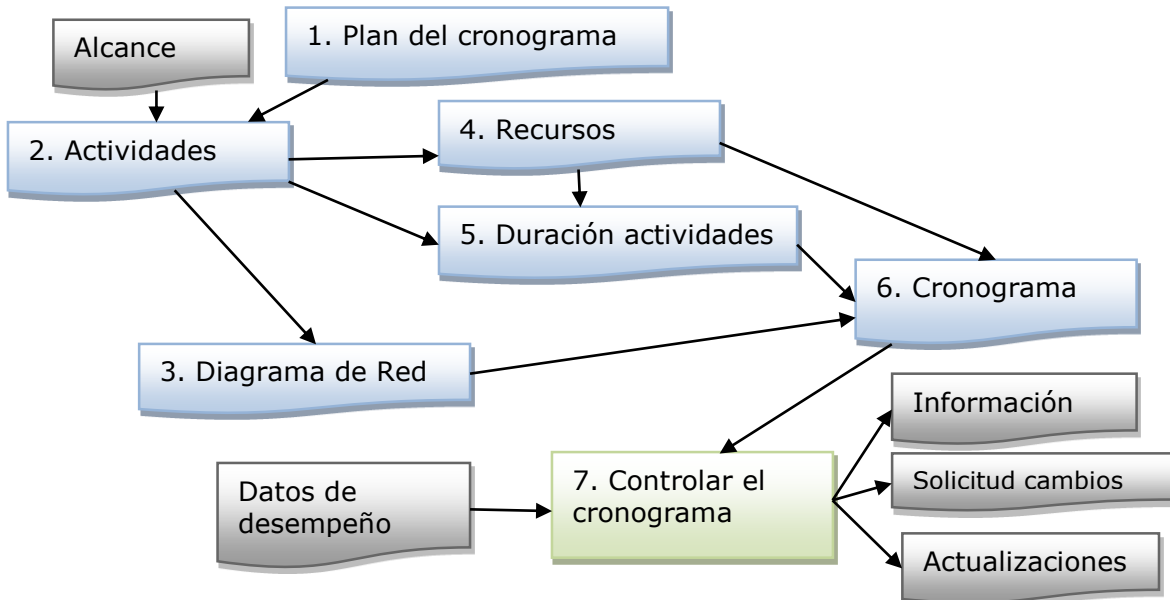 Alcance
1. Plan del cronograma
2. Actividades
4. Recursos
5. Duración actividades
6. Cronograma
3. Diagrama de Red
Información
Datos de
desempeño
7. Controlar el
cronograma
Solicitud cambios
Actualizaciones